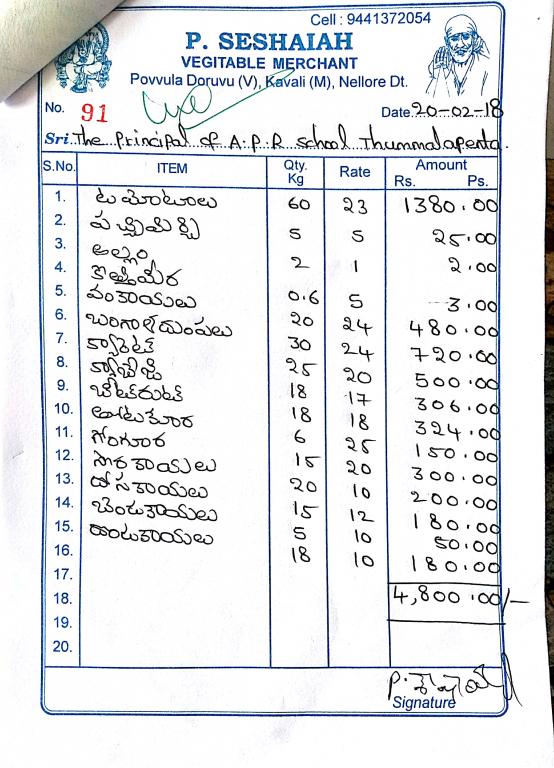 Cell : 9441372054
P. SESHAIAH
VEGITABLE MERCHANT
Povvula Doruvu (V), Kavali (M), Nellore Dt.
No. 91 Date. 20-02-18
Sri. The Principal of A.P.R school Thummalapenta.
S.No. ITEM Qty. Kg Rate Amount Rs. Ps.
1. టమోటాలు 60 23 1380.00
2. పచ్చిమిర్చి 5 5 25.00
3. అల్లం 2 1 2.00
4. కొత్తిమీర 0.6 5 3.00
5. వంకాయలు 20 24 480.00
6. బంగాళదుంపలు 30 24 720.00
7. క్యారెట్ 25 20 500.00
8. క్యాబేజి 18 17 306.00
9. బీట్‌రూట్ 18 18 324.00
10. తోటకూర 6 25 150.00
11. గోంగూర 15 20 300.00
12. సొరకాయలు 20 10 200.00
13. దోసకాయలు 15 12 180.00
14. బెండకాయలు 5 10 50.00
15. దొండకాయలు 18 10 180.00
16.
17.
18. 4,800.00/-
19.
20.
Signature